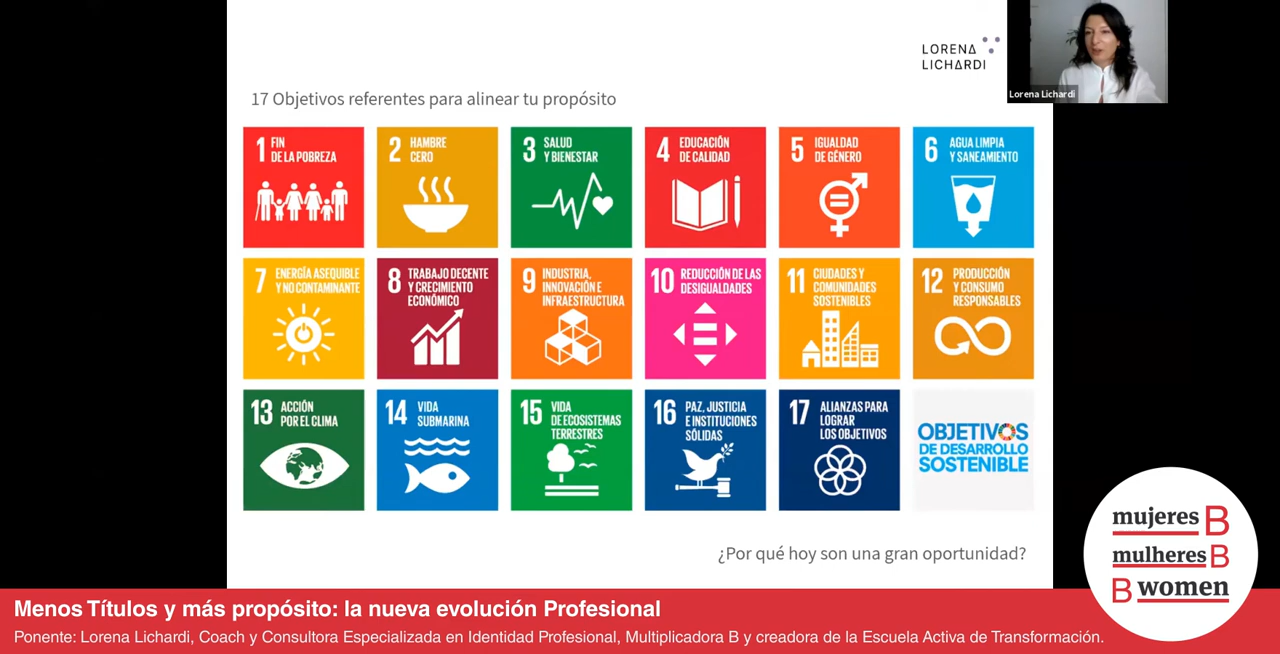 LORENA
LICHARDI
Lorena Lichardi
17 Objetivos referentes para alinear tu propósito
1 FIN
DE LA POBREZA
2 HAMBRE
CERO
3 SALUD
Y BIENESTAR
4 EDUCACIÓN
DE CALIDAD
5 IGUALDAD
DE GÉNERO
6 AGUA LIMPIA
Y SANEAMIENTO
7 ENERGÍA ASEQUIBLE
Y NO CONTAMINANTE
8 TRABAJO DECENTE
Y CRECIMIENTO
ECONÓMICO
9 INDUSTRIA,
INNOVACIÓN E
INFRAESTRUCTURA
10 REDUCCIÓN DE LAS
DESIGUALDADES
11 CIUDADES Y
COMUNIDADES
SOSTENIBLES
12 PRODUCCIÓN
Y CONSUMO
RESPONSABLES
13 ACCIÓN
POR EL CLIMA
14 VIDA
SUBMARINA
15 VIDA
DE ECOSISTEMAS
TERRESTRES
16 PAZ, JUSTICIA
E INSTITUCIONES
SÓLIDAS
17 ALIANZAS PARA
LOGRAR
LOS OBJETIVOS
OBJETIVOS
DE DESARROLLO
SOSTENIBLE
¿Por qué hoy son una gran oportunidad?
mujeres B
mulheres B
B women
Menos Títulos y más propósito: la nueva evolución Profesional
Ponente: Lorena Lichardi, Coach y Consultora Especializada en Identidad Profesional, Multiplicadora B y creadora de la Escuela Activa de Transformación.